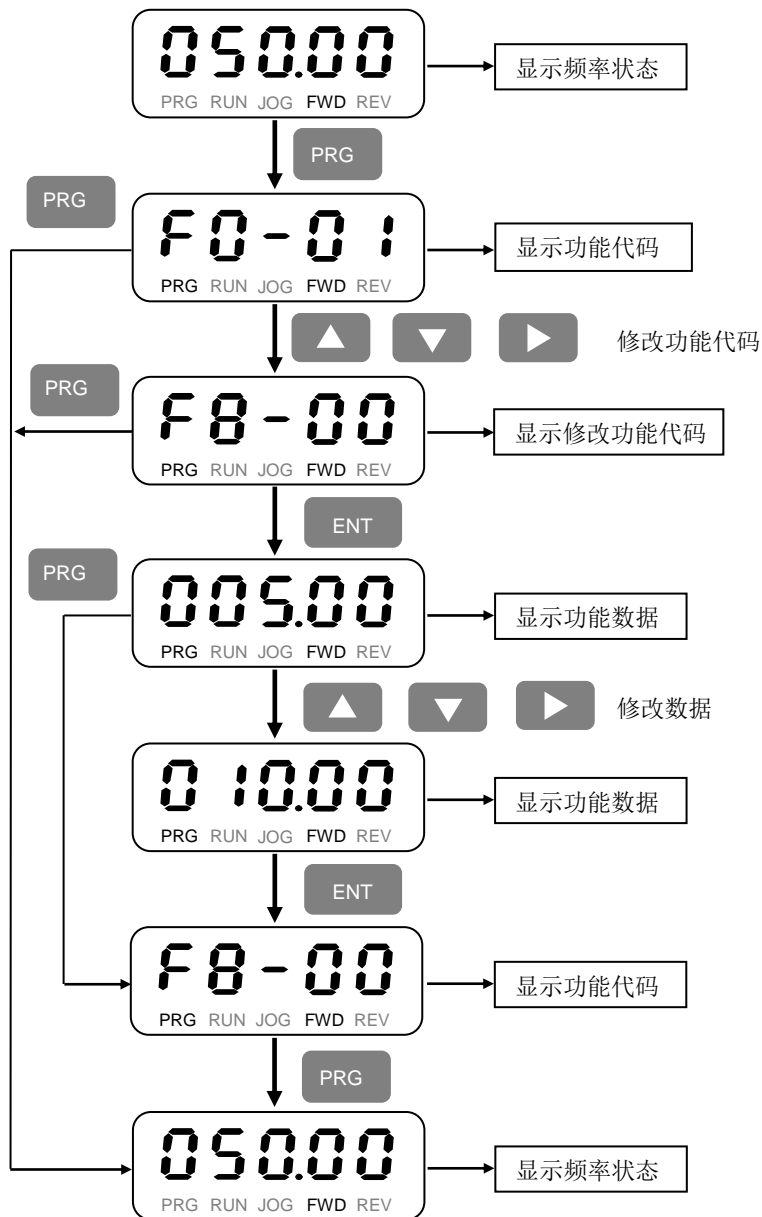 050.00
显示频率状态
PRG RUN JOG FWD REV
PRG
PRG
F0-01
显示功能代码
PRG RUN JOG FWD REV
修改功能代码
PRG
F8-00
显示修改功能代码
PRG RUN JOG FWD REV
ENT
PRG
005.00
显示功能数据
PRG RUN JOG FWD REV
修改数据
010.00
显示功能数据
PRG RUN JOG FWD REV
ENT
F8-00
显示功能代码
PRG RUN JOG FWD REV
PRG
050.00
显示频率状态
PRG RUN JOG FWD REV